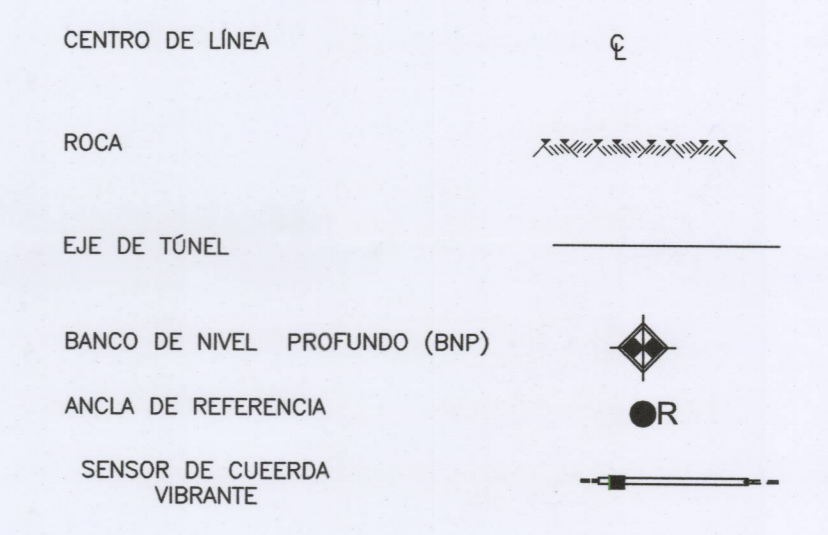 CENTRO DE LÍNEA ℄
ROCA
EJE DE TÚNEL
BANCO DE NIVEL PROFUNDO (BNP)
ANCLA DE REFERENCIA R
SENSOR DE CUEERDA
VIBRANTE